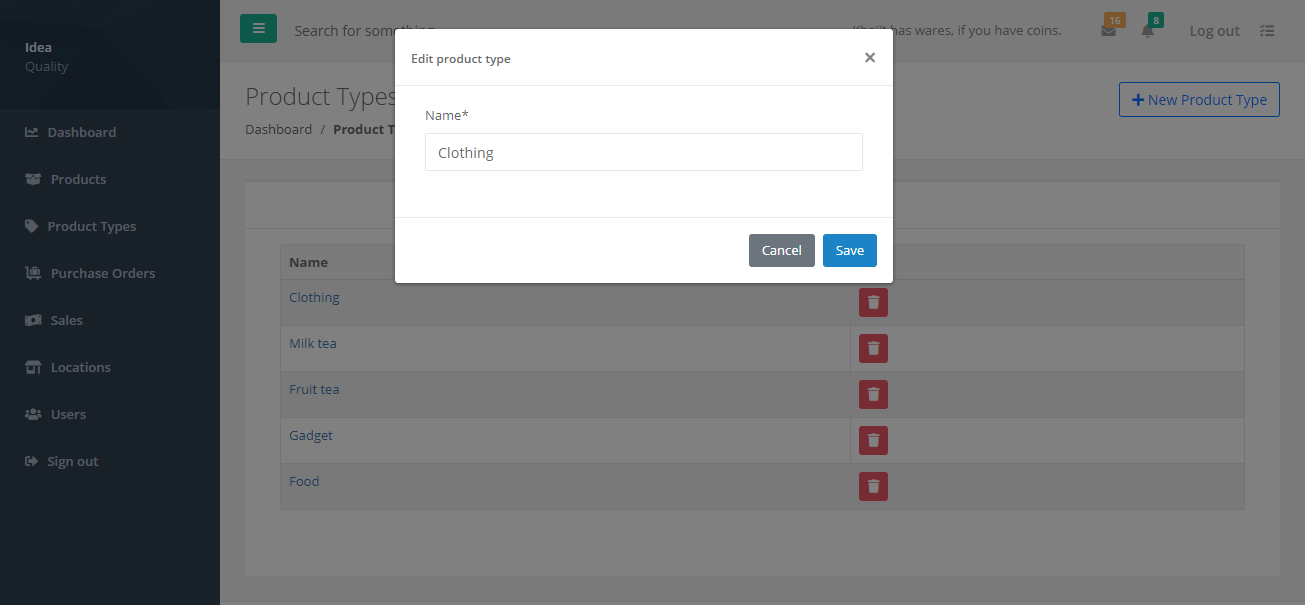 Idea
Quality
Dashboard
Products
Product Types
Purchase Orders
Sales
Locations
Users
Sign out
Search for something
has wares, if you have coins.
16
8
Log out
Product Types
Dashboard / Product T
New Product Type
Edit product type
×
Name*
Clothing
Cancel
Save
Name
Clothing
Milk tea
Fruit tea
Gadget
Food